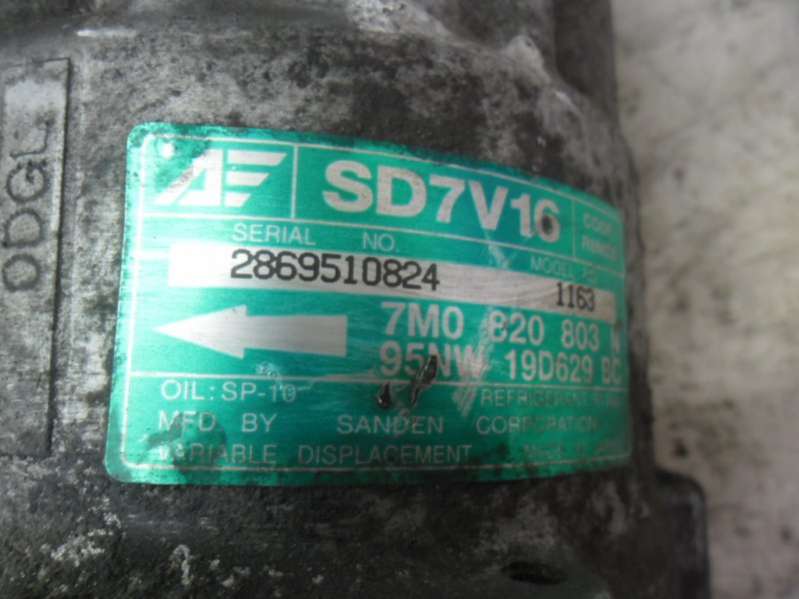 ODGL
AE SD7V16
SERIAL NO. MODEL
2869510824 1163
7M0 820 803 N
95NW 19D629 BC
OIL: SP-10 REFRIGERANT
MFD. BY SANDEN CORPORATION
VARIABLE DISPLACEMENT